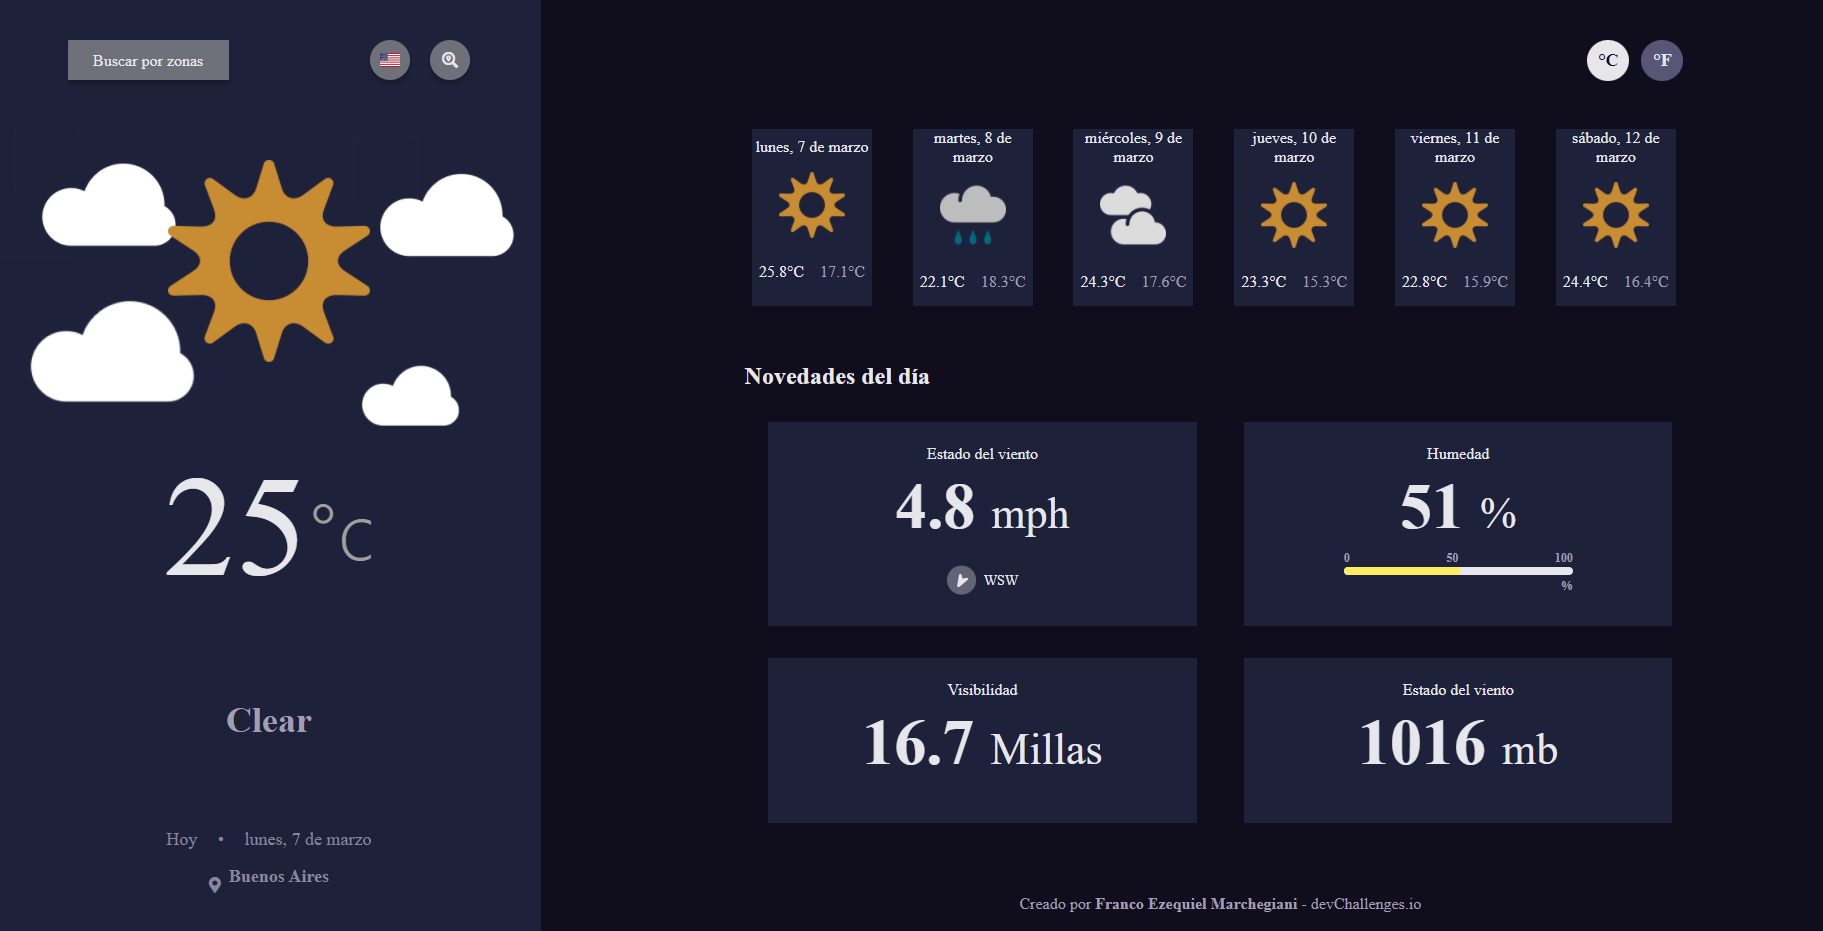 Buscar por zonas
25°C
Clear
Hoy • lunes, 7 de marzo
Buenos Aires
°C °F
lunes, 7 de marzo
25.8°C 17.1°C
martes, 8 de
marzo
22.1°C 18.3°C
miércoles, 9 de
marzo
24.3°C 17.6°C
jueves, 10 de
marzo
23.3°C 15.3°C
viernes, 11 de
marzo
22.8°C 15.9°C
sábado, 12 de
marzo
24.4°C 16.4°C
Novedades del día
Estado del viento
4.8 mph
WSW
Humedad
51 %
0 50 100
%
Visibilidad
16.7 Millas
Estado del viento
1016 mb
Creado por Franco Ezequiel Marchegiani - devChallenges.io